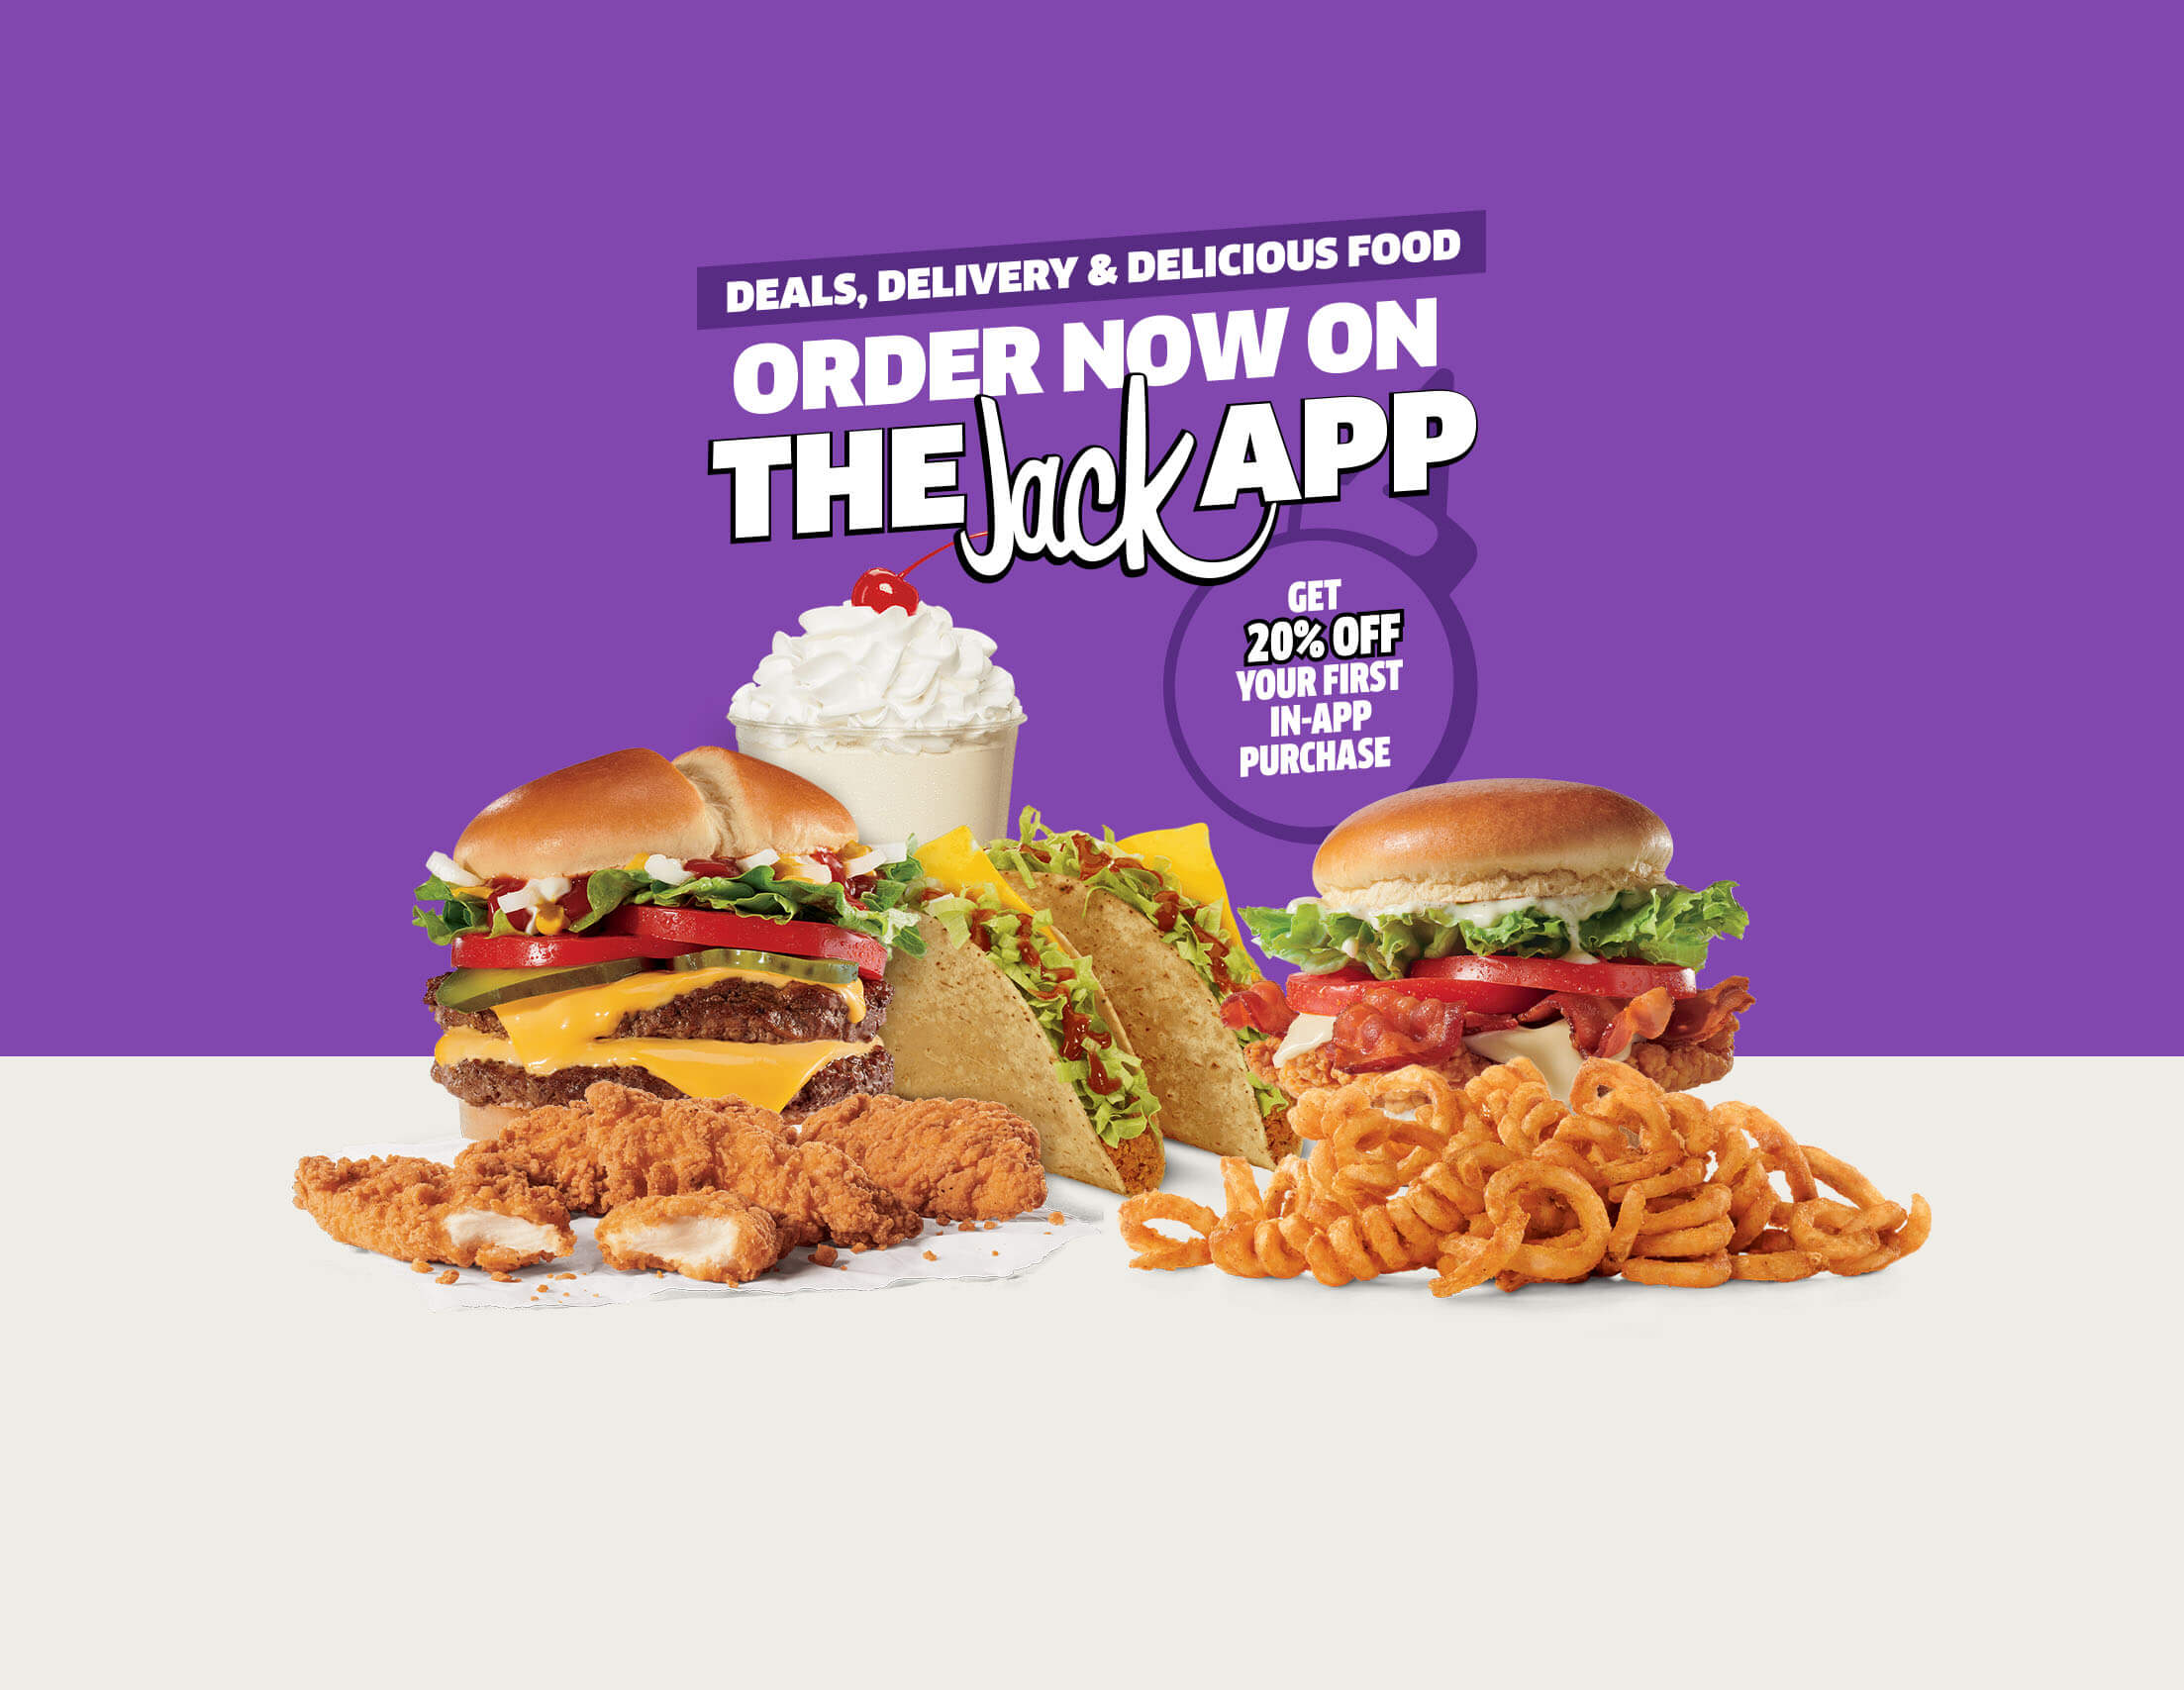 DEALS, DELIVERY & DELICIOUS FOOD
ORDER NOW ON
THE Jack APP
GET
20% OFF
YOUR FIRST
IN-APP
PURCHASE